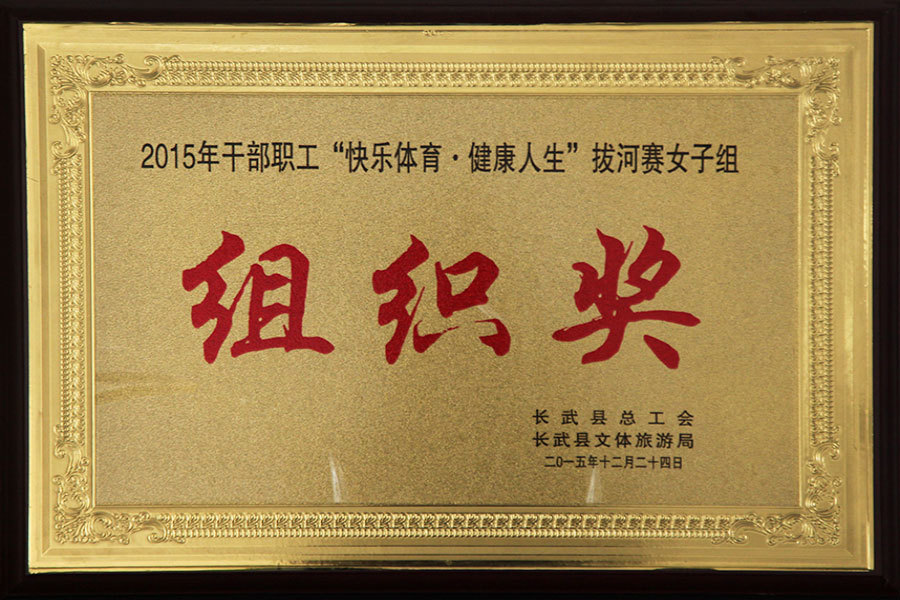 2015年干部职工“快乐体育·健康人生”拔河赛女子组
组织奖
长武县总工会
长武县文体旅游局
二〇一五年十二月二十四日